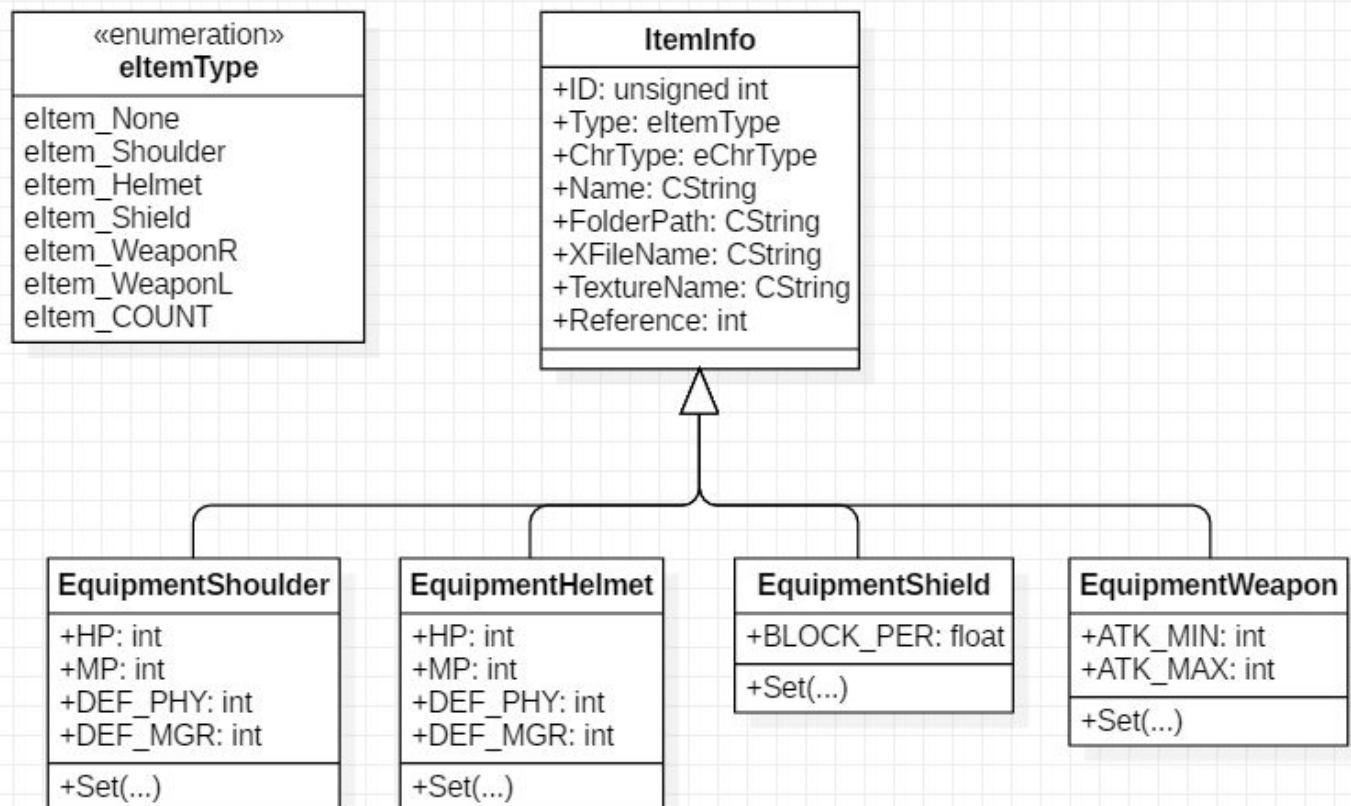 «enumeration»
eItemType
eItem_None
eItem_Shoulder
eItem_Helmet
eItem_Shield
eItem_WeaponR
eItem_WeaponL
eItem_COUNT
ItemInfo
+ID: unsigned int
+Type: eItemType
+ChrType: eChrType
+Name: CString
+FolderPath: CString
+XFileName: CString
+TextureName: CString
+Reference: int
EquipmentShoulder
+HP: int
+MP: int
+DEF_PHY: int
+DEF_MGR: int
+Set(...)
EquipmentHelmet
+HP: int
+MP: int
+DEF_PHY: int
+DEF_MGR: int
+Set(...)
EquipmentShield
+BLOCK_PER: float
+Set(...)
EquipmentWeapon
+ATK_MIN: int
+ATK_MAX: int
+Set(...)